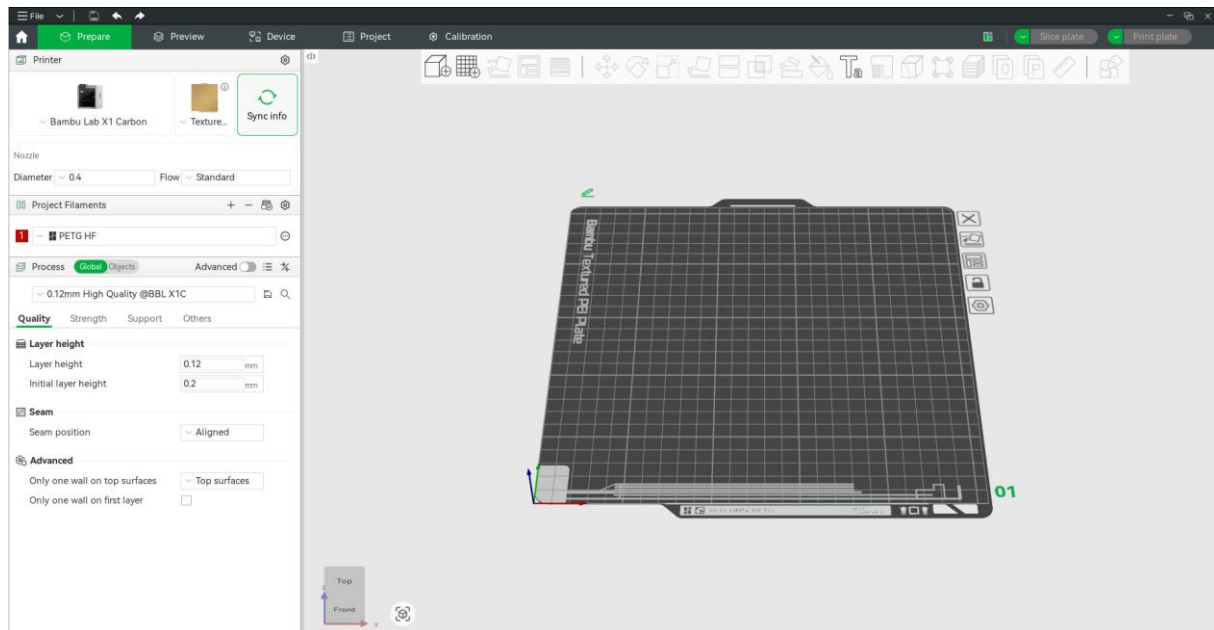 File
Prepare Preview Device Project Calibration Slice plate Print plate
Printer
Bambu Lab X1 Carbon Texture... Sync info
Nozzle
Diameter 0.4 Flow Standard
Project Filaments
1 PETG HF
Process Global Objects Advanced
0.12mm High Quality @BBL X1C
Quality Strength Support Others
Layer height
Layer height 0.12 mm
Initial layer height 0.2 mm
Seam
Seam position Aligned
Advanced
Only one wall on top surfaces Top surfaces
Only one wall on first layer
Bambu Textured PEI Plate
01
Top
Front
z
x